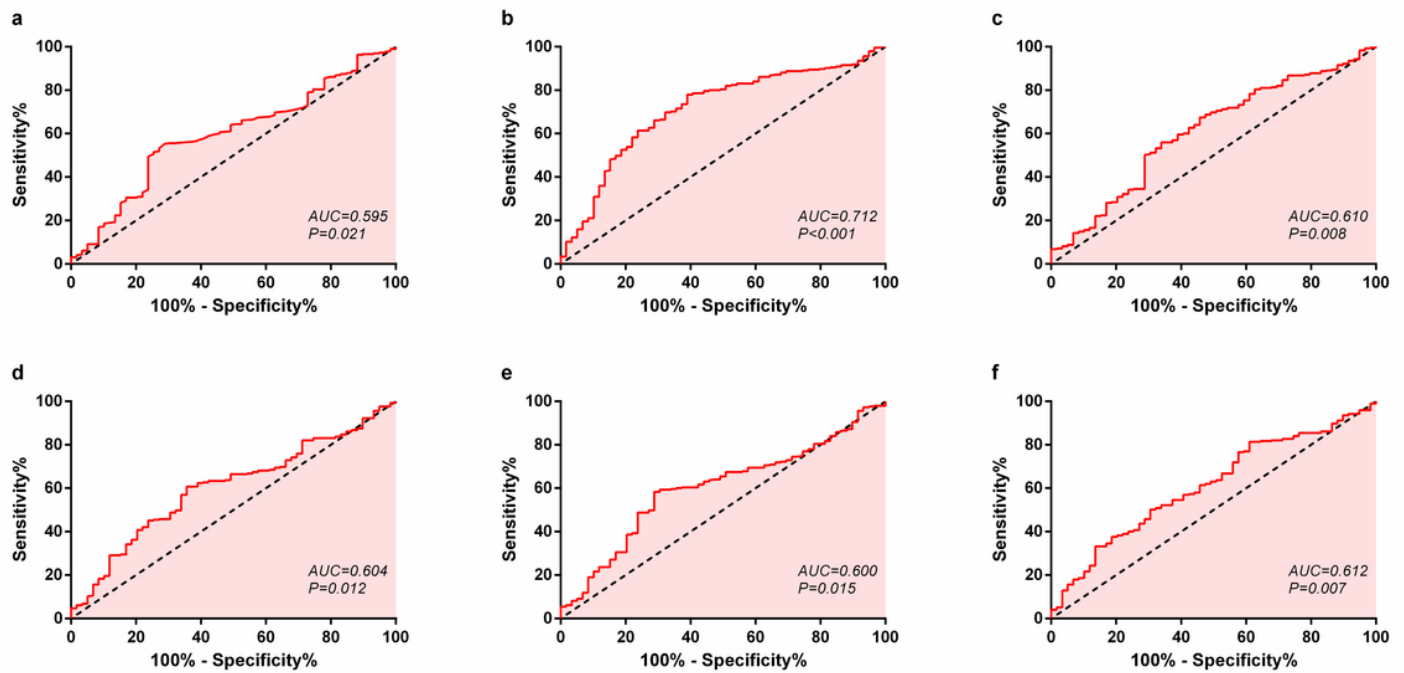 a
b
c
100
80
60
40
20
0
Sensitivity%
AUC=0.595
P=0.021
0 20 40 60 80 100
100% - Specificity%
100
80
60
40
20
0
Sensitivity%
AUC=0.712
P<0.001
0 20 40 60 80 100
100% - Specificity%
100
80
60
40
20
0
Sensitivity%
AUC=0.610
P=0.008
0 20 40 60 80 100
100% - Specificity%
d
e
f
100
80
60
40
20
0
Sensitivity%
AUC=0.604
P=0.012
0 20 40 60 80 100
100% - Specificity%
100
80
60
40
20
0
Sensitivity%
AUC=0.600
P=0.015
0 20 40 60 80 100
100% - Specificity%
100
80
60
40
20
0
Sensitivity%
AUC=0.612
P=0.007
0 20 40 60 80 100
100% - Specificity%